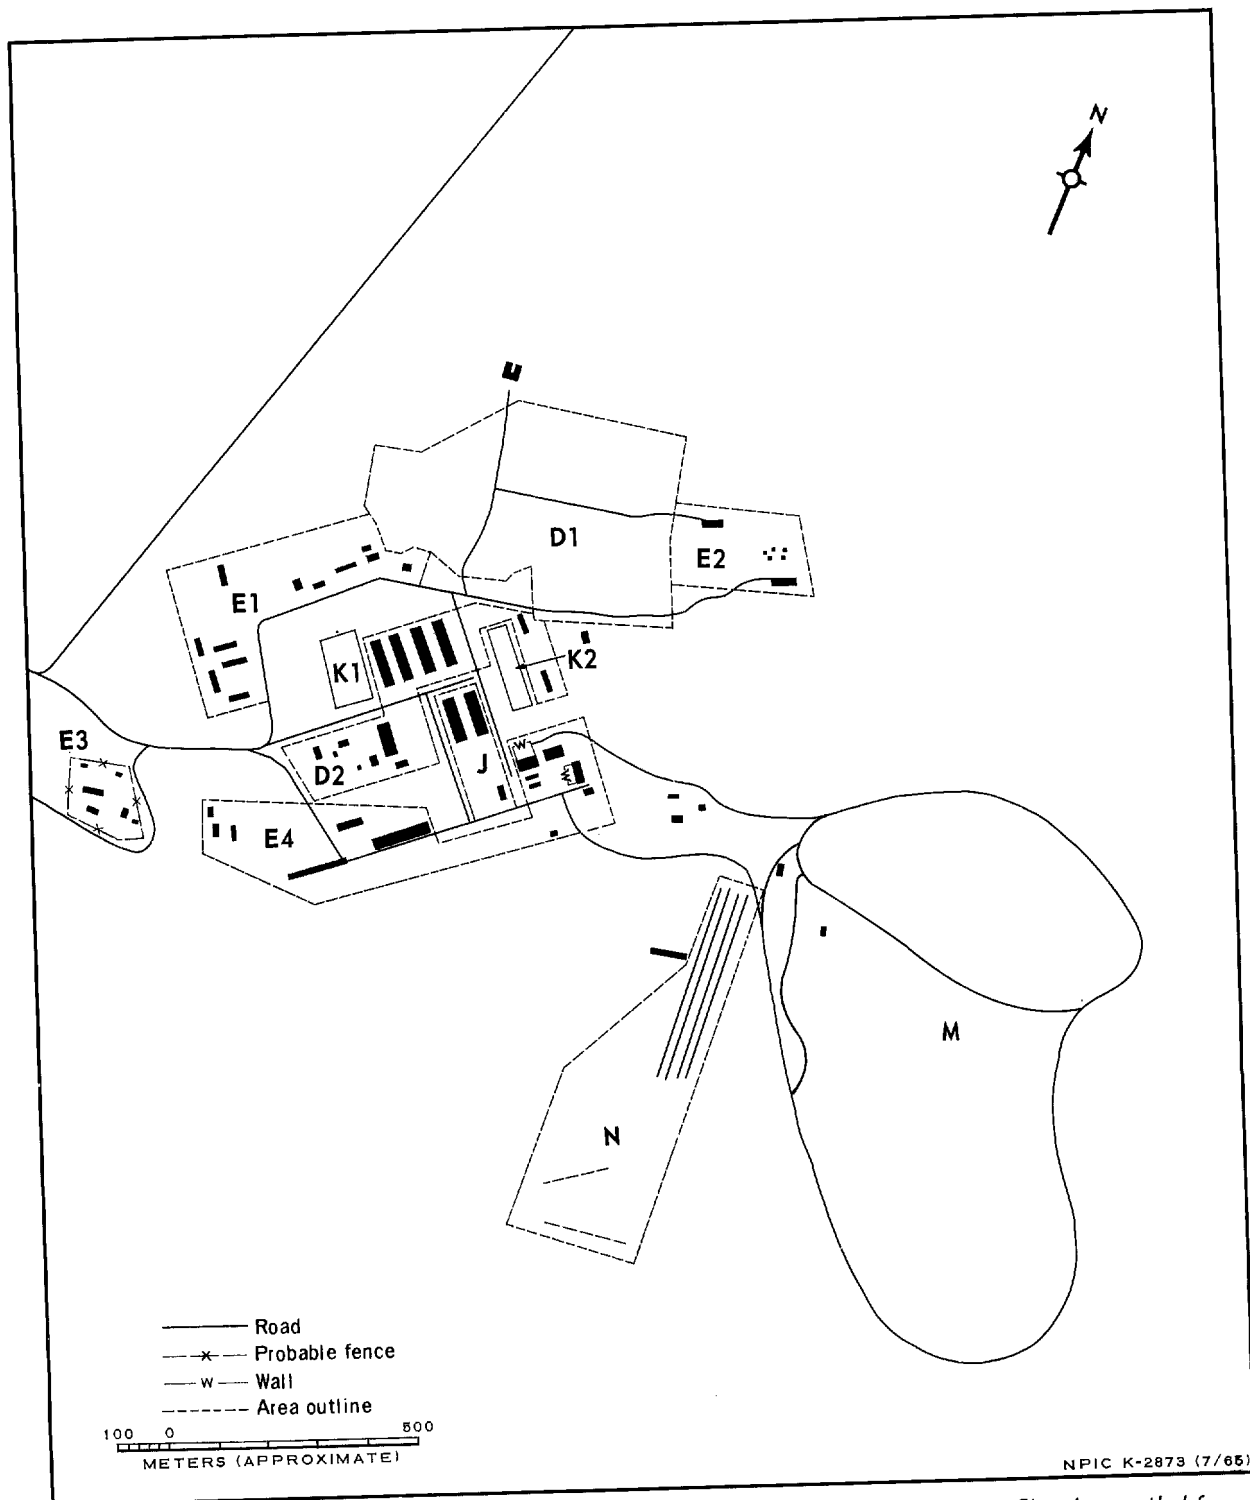 N
D1
E2
E1
K1
K2
E3
D2
J
W
W
E4
M
N
Road
x Probable fence
W Wall
Area outline
100 0 500
METERS (APPROXIMATE)
NPIC K-2873 (7/65)